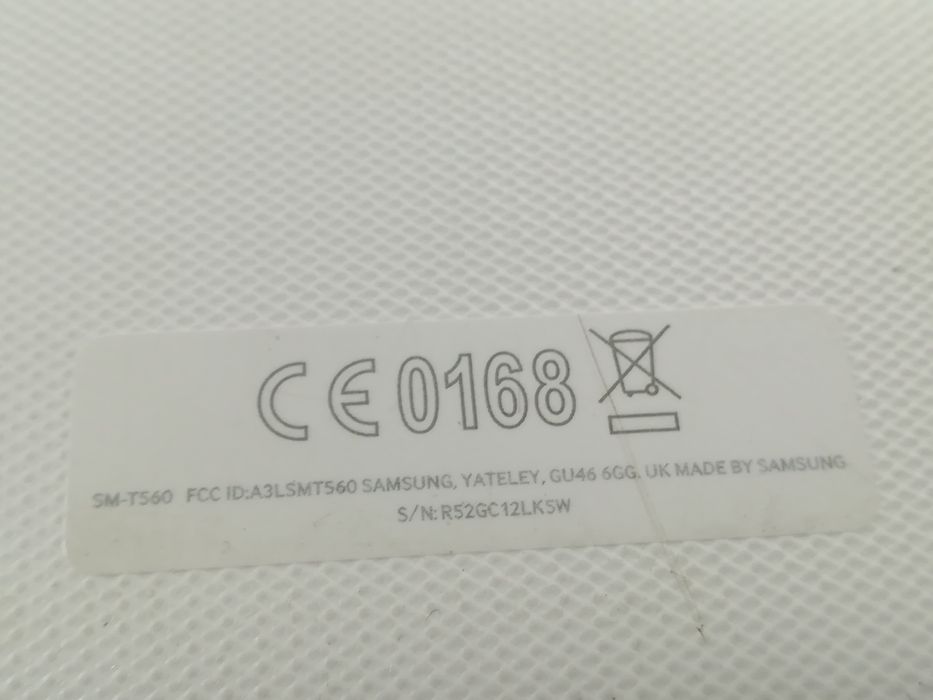 CE 0168
SM-T560 FCC ID:A3LSMT560 SAMSUNG, YATELEY, GU46 6GG, UK MADE BY SAMSUNG
S/N:R52GC12LKSW